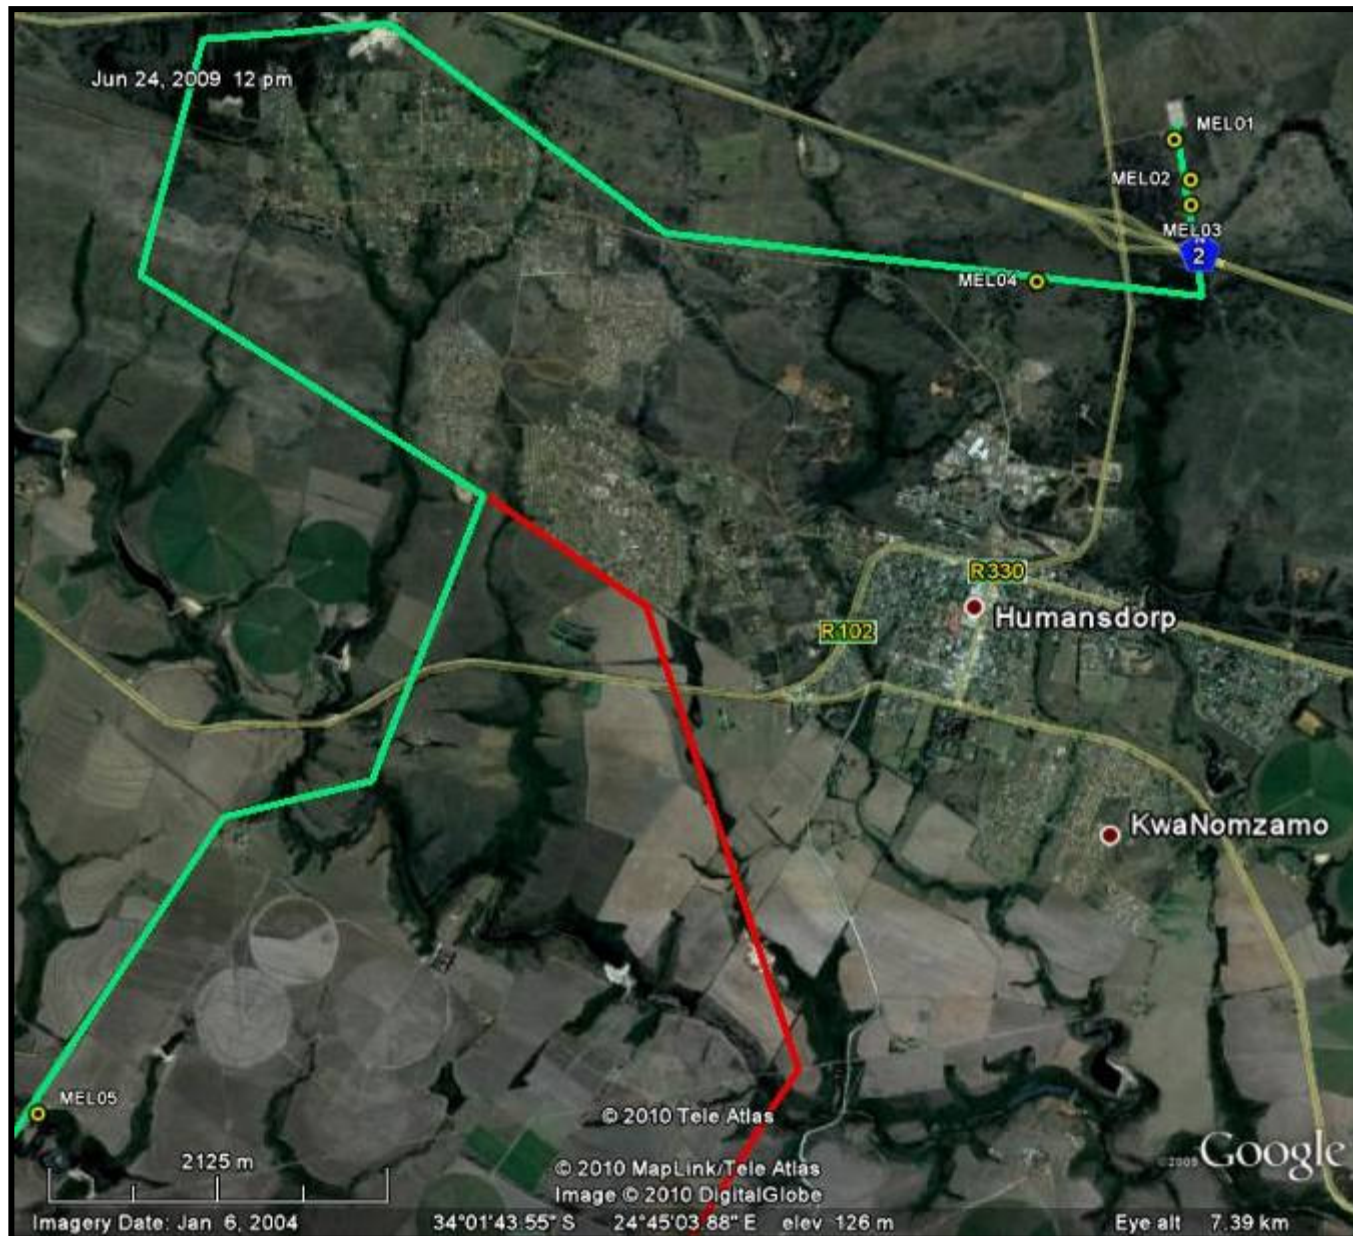 Jun 24, 2009 12 pm
MEL01
MEL02
MEL03
2
MEL04
R330
Humansdorp
R102
KwaNomzamo
MEL05
© 2010 Tele Atlas
2125 m
© 2010 MapLink/Tele Atlas
Image © 2010 DigitalGlobe
©2009 Google
Imagery Date: Jan 6, 2004 34°01'43.55" S 24°45'03.88" E elev 126 m Eye alt 7.39 km